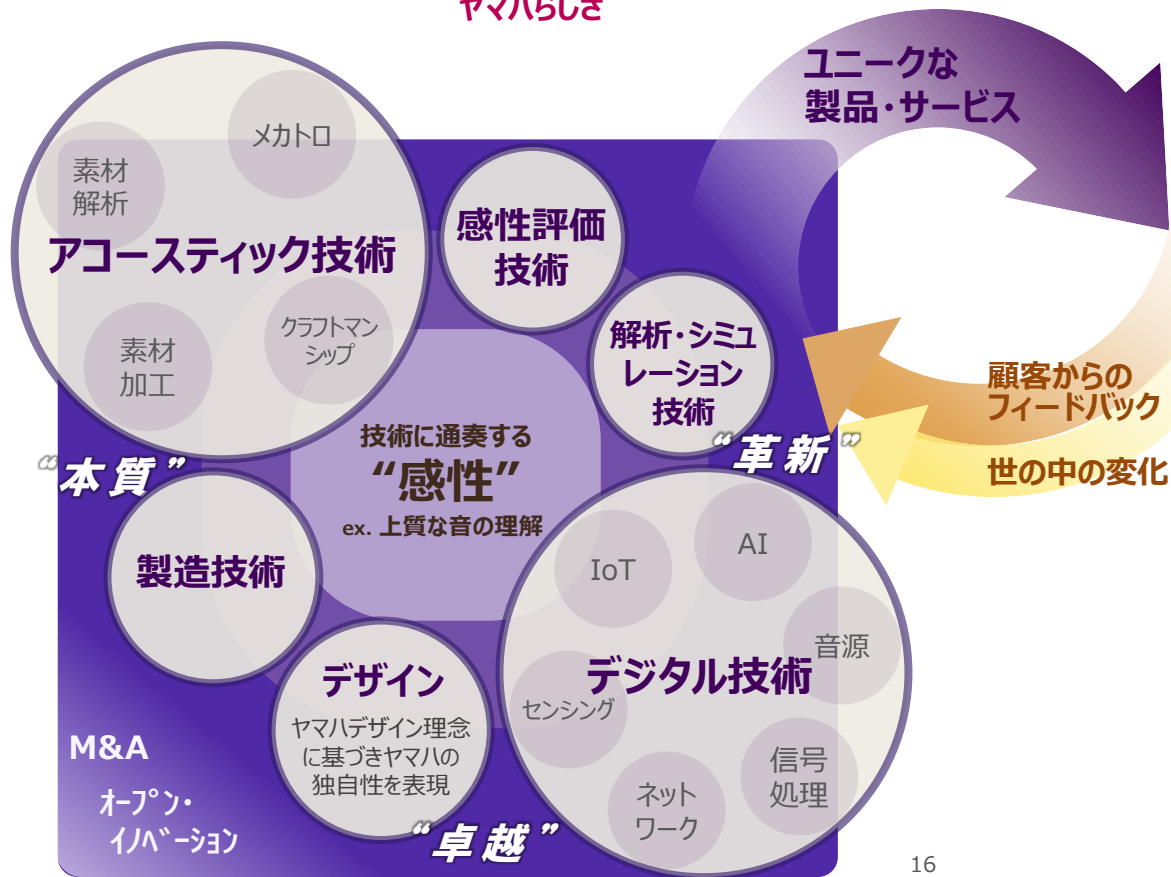 ヤマハらしさ
ユニークな
製品・サービス
メカトロ
素材
解析
アコースティック技術
素材
加工
クラフトマン
シップ
感性評価
技術
解析・シミュ
レーション
技術
顧客からの
フィードバック
世の中の変化
技術に通奏する
“感性”
ex. 上質な音の理解
“本質”
“革新”
製造技術
デザイン
ヤマハデザイン理念
に基づきヤマハの
独自性を表現
IoT
AI
音源
デジタル技術
センシング
ネット
ワーク
信号
処理
M&A
ｵｰﾌﾟﾝ・
ｲﾉﾍﾞｰｼｮﾝ
“卓越”
16